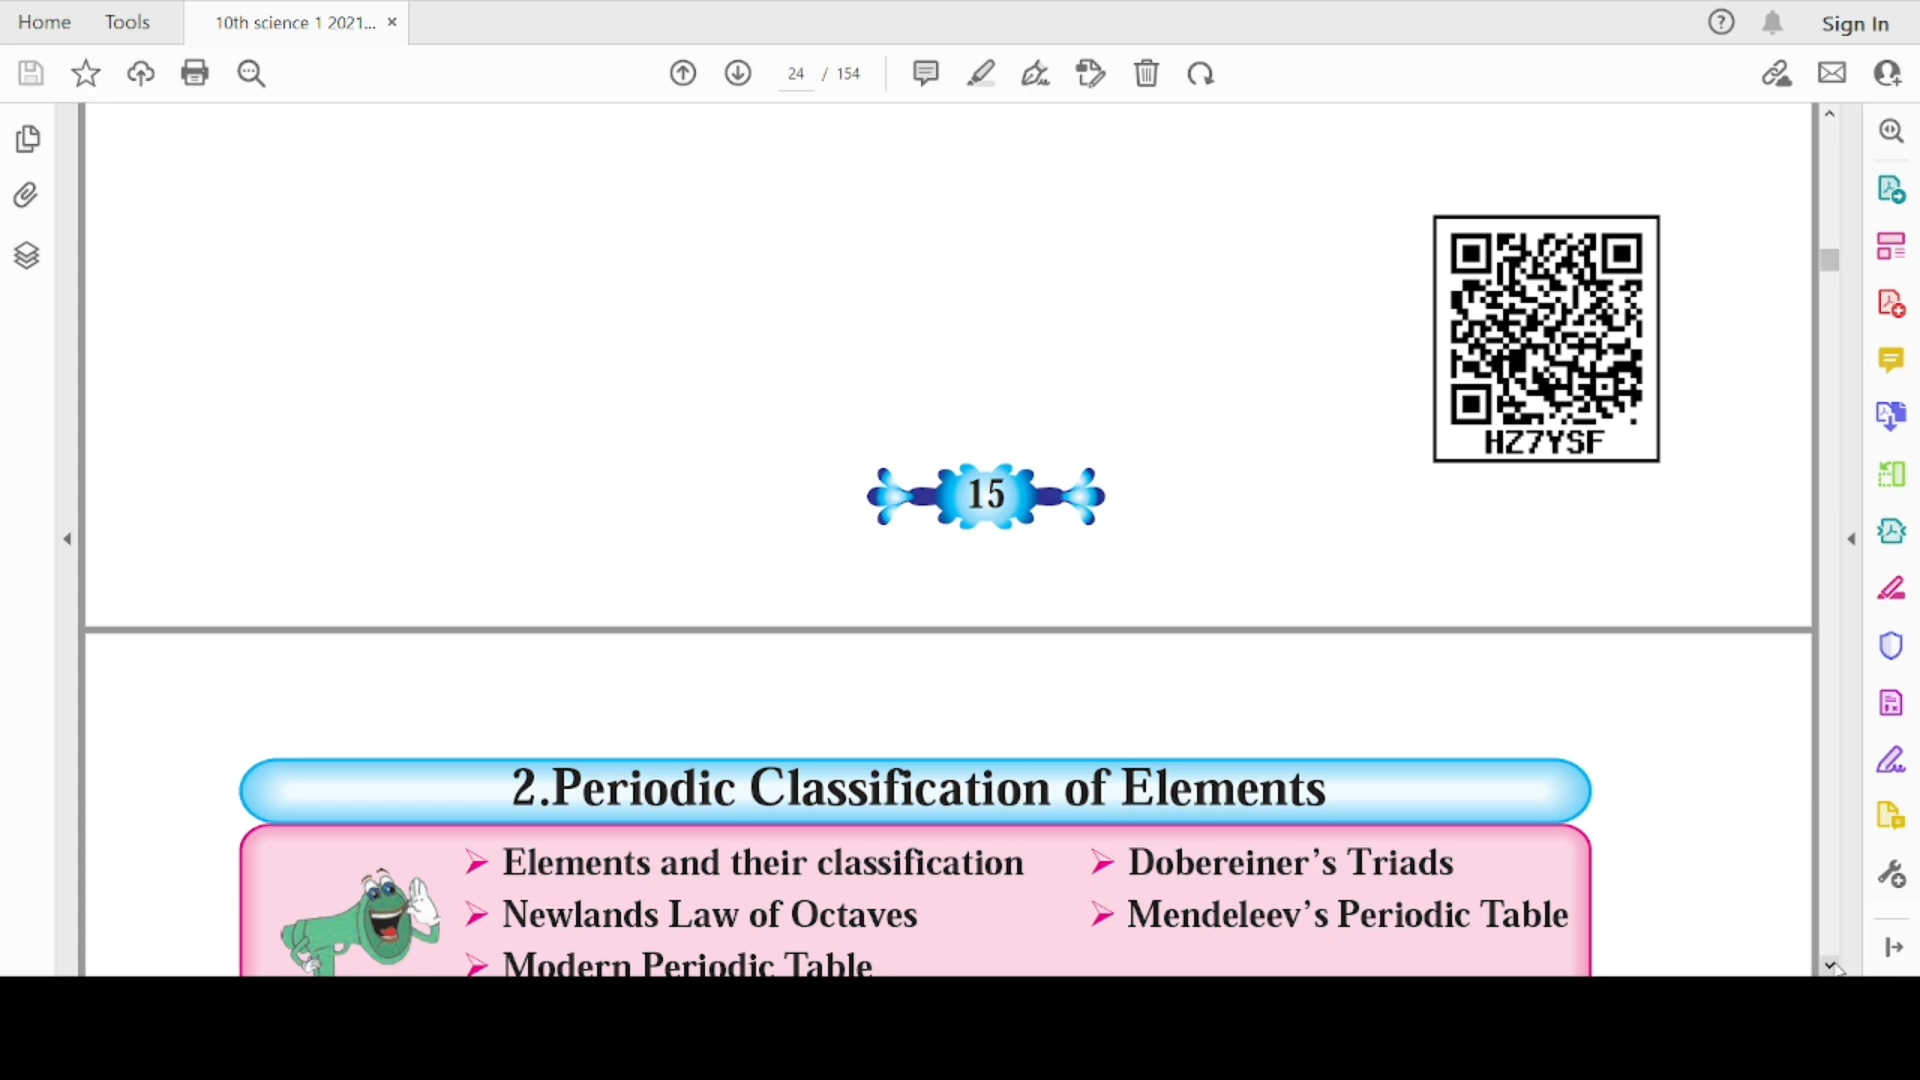 Home Tools 10th science 1 2021... × Sign In
24 / 154
HZ7YSF
15
2.Periodic Classification of Elements
➢ Elements and their classification ➢ Dobereiner’s Triads
➢ Newlands Law of Octaves ➢ Mendeleev’s Periodic Table
➢ Modern Periodic Table